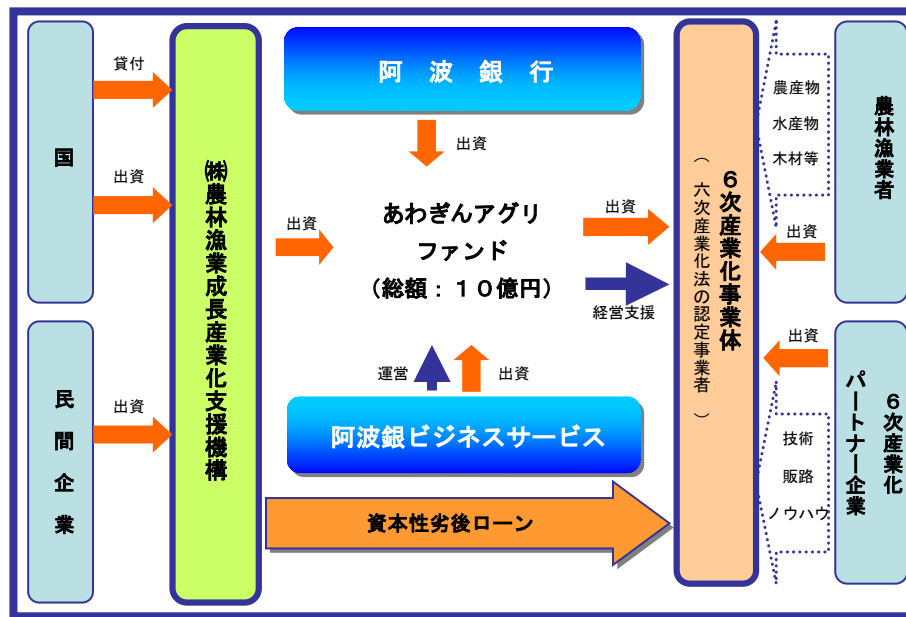 国
民間企業
貸付
出資
出資
㈱農林漁業成長産業化支援機構
阿 波 銀 行
出資
出資
あわぎんアグリ
ファンド
(総額：１０億円)
出資
経営支援
運営
出資
阿波銀ビジネスサービス
資本性劣後ローン
６次産業化事業体
（六次産業化法の認定事業者）
農産物
水産物
木材等
出資
出資
技術
販路
ノウハウ
農林漁業者
６次産業化
パートナー企業